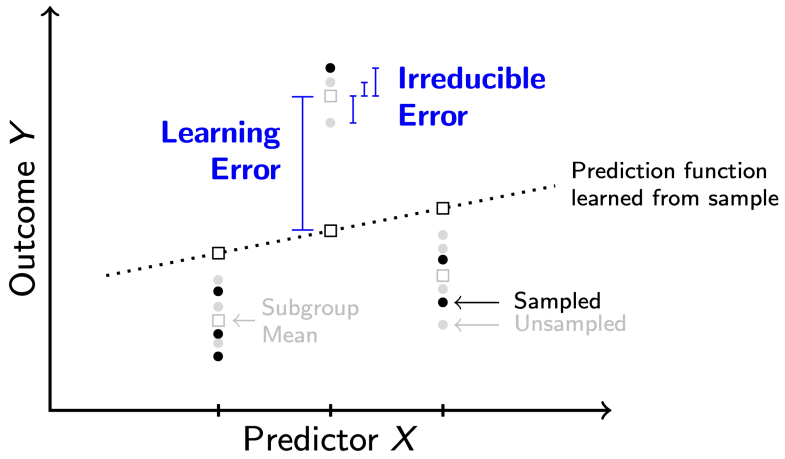 Outcome Y
Learning
Error
Irreducible
Error
Prediction function
learned from sample
Subgroup
Mean
Sampled
Unsampled
Predictor X